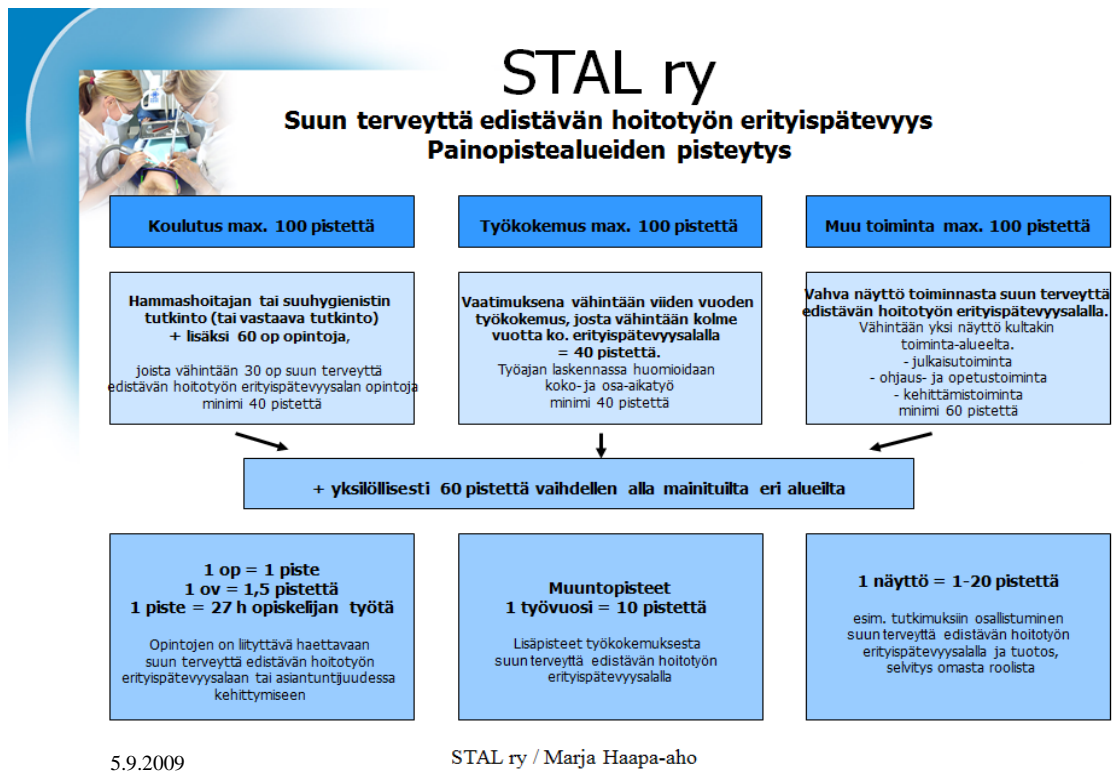 STAL ry
Suun terveyttä edistävän hoitotyön erityispätevyys
Painopistealueiden pisteytys
Koulutus max. 100 pistettä
Työkokemus max. 100 pistettä
Muu toiminta max. 100 pistettä
Hammashoitajan tai suuhygienistin
tutkinto (tai vastaava tutkinto)
+ lisäksi 60 op opintoja,
joista vähintään 30 op suun terveyttä
edistävän hoitotyön erityispätevyysalan opintoja
minimi 40 pistettä
Vaatimuksena vähintään viiden vuoden
työkokemus, josta vähintään kolme
vuotta ko. erityispätevyysalalla
= 40 pistettä.
Työajan laskennassa huomioidaan
koko- ja osa-aikatyö
minimi 40 pistettä
Vahva näyttö toiminnasta suun terveyttä
edistävän hoitotyön erityispätevyysalalla.
Vähintään yksi näyttö kultakin
toiminta-alueelta.
- julkaisutoiminta
- ohjaus- ja opetustoiminta
- kehittämistoiminta
minimi 60 pistettä
+ yksilöllisesti 60 pistettä vaihdellen alla mainituilta eri alueilta
1 op = 1 piste
1 ov = 1,5 pistettä
1 piste = 27 h opiskelijan työtä
Opintojen on liityttävä haettavaan
suun terveyttä edistävän hoitotyön
erityispätevyysalaan tai asiantuntijuudessa
kehittymiseen
Muuntopisteet
1 työvuosi = 10 pistettä
Lisäpisteet työkokemuksesta
suun terveyttä edistävän hoitotyön
erityispätevyysalalla
1 näyttö = 1-20 pistettä
esim. tutkimuksiin osallistuminen
suun terveyttä edistävän hoitotyön
erityispätevyysalalla ja tuotos,
selvitys omasta roolista
5.9.2009
STAL ry / Marja Haapa-aho